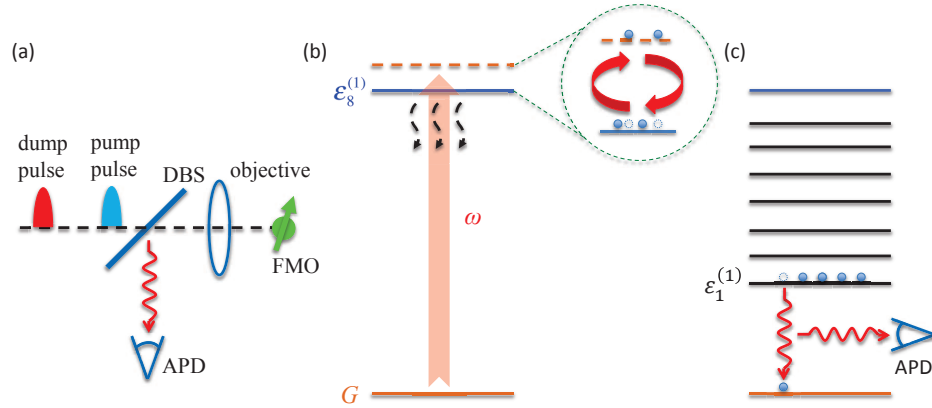 (a)
dump
pulse
pump
pulse
DBS
objective
FMO
APD
(b)
ε₈⁽¹⁾
ω
G
(c)
ε₁⁽¹⁾
APD